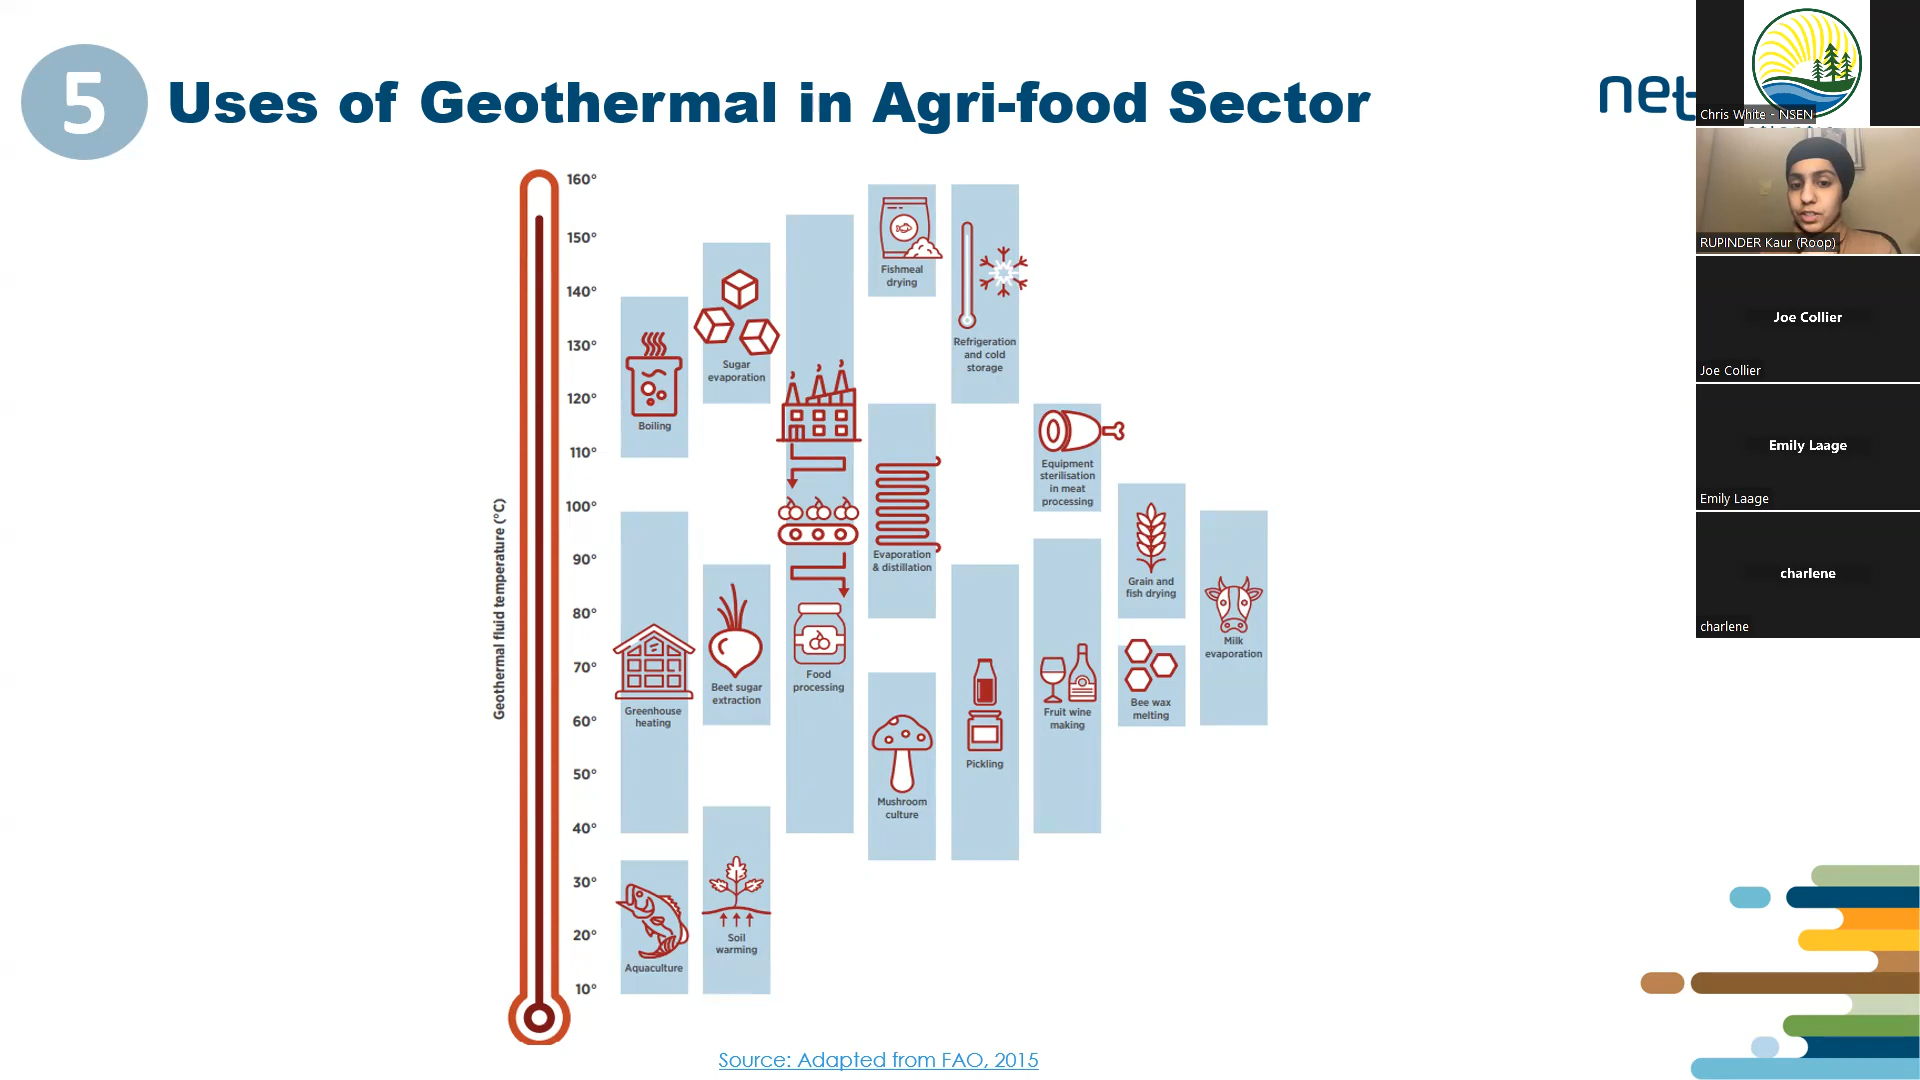 5
Uses of Geothermal in Agri-food Sector
net
Chris White - NSEN
RUPINDER Kaur (Roop)
Joe Collier
Joe Collier
Emily Laage
Emily Laage
charlene
charlene
Geothermal fluid temperature (°C)
160°
150°
140°
130°
120°
110°
100°
90°
80°
70°
60°
50°
40°
30°
20°
10°
Fishmeal
drying
Refrigeration
and cold
storage
Sugar
evaporation
Boiling
Equipment
sterilisation
in meat
processing
Evaporation
& distillation
Grain and
fish drying
Milk
evaporation
Food
processing
Beet sugar
extraction
Greenhouse
heating
Bee wax
melting
Fruit wine
making
Pickling
Mushroom
culture
Soil
warming
Aquaculture
Source: Adapted from FAO, 2015